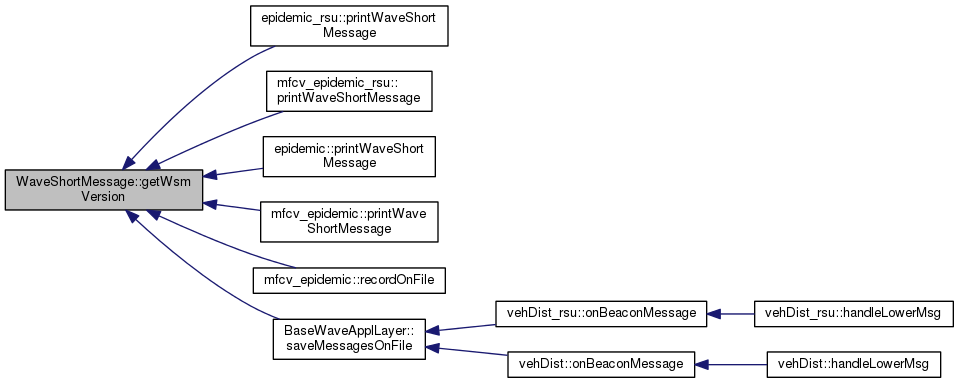 epidemic_rsu::printWaveShort
Message
mfcv_epidemic_rsu::
printWaveShortMessage
epidemic::printWaveShort
Message
WaveShortMessage::getWsm
Version
mfcv_epidemic::printWave
ShortMessage
mfcv_epidemic::recordOnFile
BaseWaveApplLayer::
saveMessagesOnFile
vehDist_rsu::onBeaconMessage
vehDist_rsu::handleLowerMsg
vehDist::onBeaconMessage
vehDist::handleLowerMsg